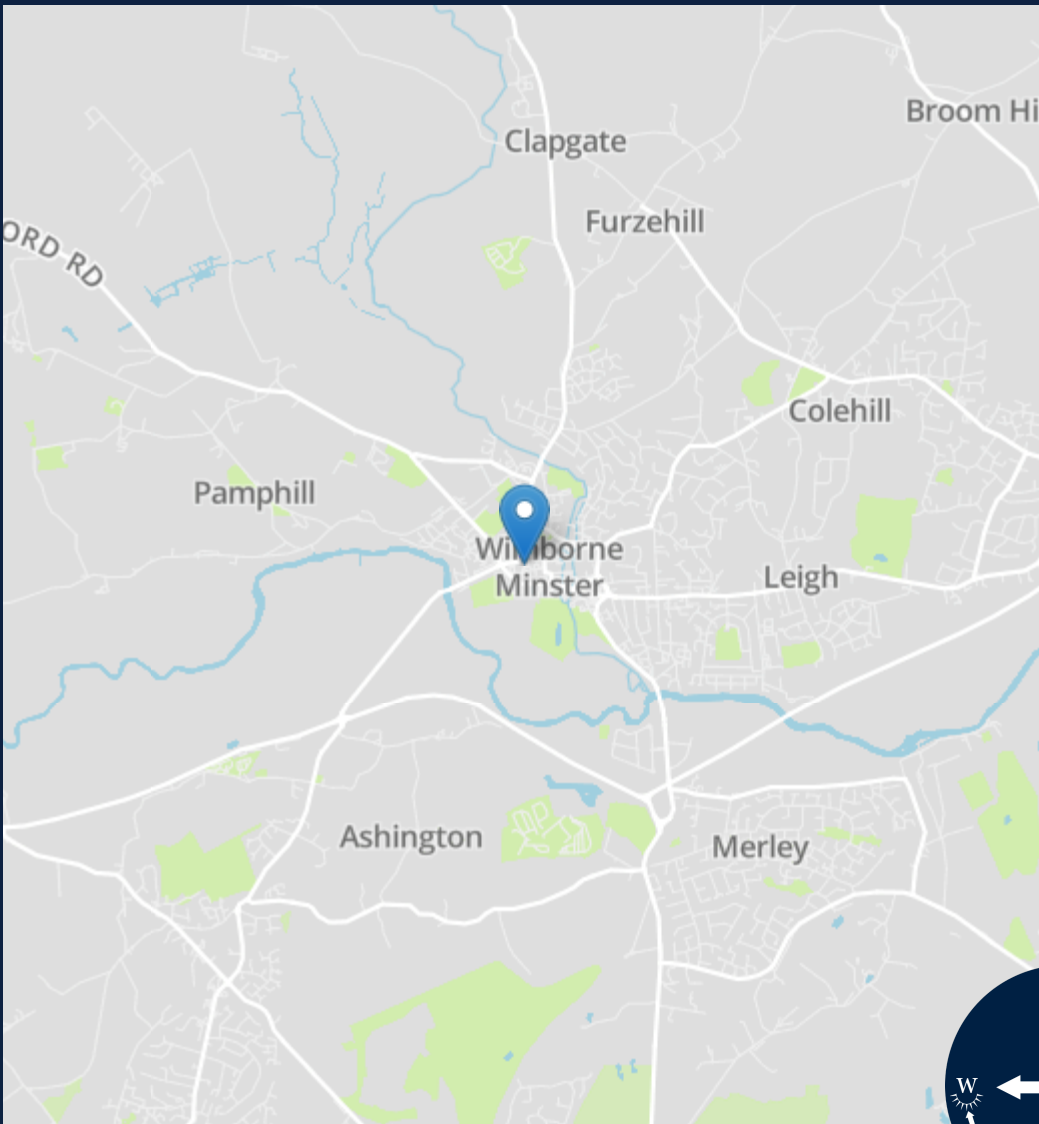 Broom Hi
Clapgate
Furzehill
ORD RD
Colehill
Pamphill
Wimborne
Minster
Leigh
Ashington
Merley
W